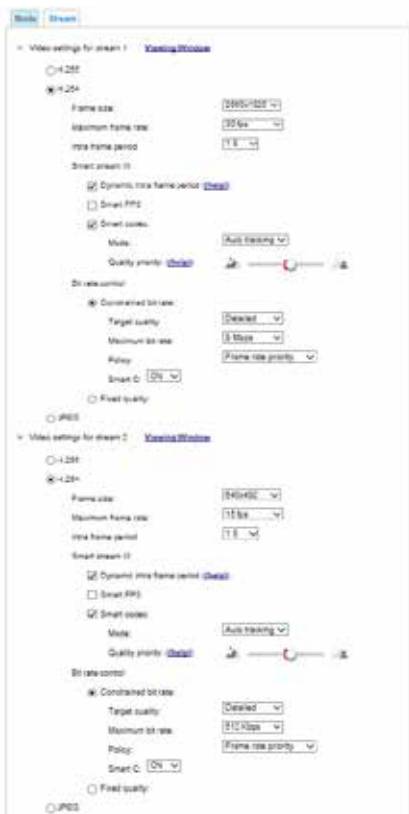 Mode Stream
Video settings for stream 1 Viewing Window
H.265
H.264
Frame size:
Maximum frame rate: 30 fps
Intra frame period 1 S
Smart stream III
Dynamic intra frame period (Help)
Smart FPS
Smart codec:
Mode: Auto tracking
Quality priority: (Help)
Bit rate control
Constrained bit rate:
Target quality: Detailed
Maximum bit rate:
Policy: Frame rate priority
Smart Q: ON
Fixed quality:
JPEG
Video settings for stream 2 Viewing Window
H.265
H.264
Frame size:
Maximum frame rate: 15 fps
Intra frame period 1 S
Smart stream III
Dynamic intra frame period (Help)
Smart FPS
Smart codec:
Mode: Auto tracking
Quality priority: (Help)
Bit rate control
Constrained bit rate:
Target quality: Detailed
Maximum bit rate: 512 Kbps
Policy: Frame rate priority
Smart Q: ON
Fixed quality:
JPEG